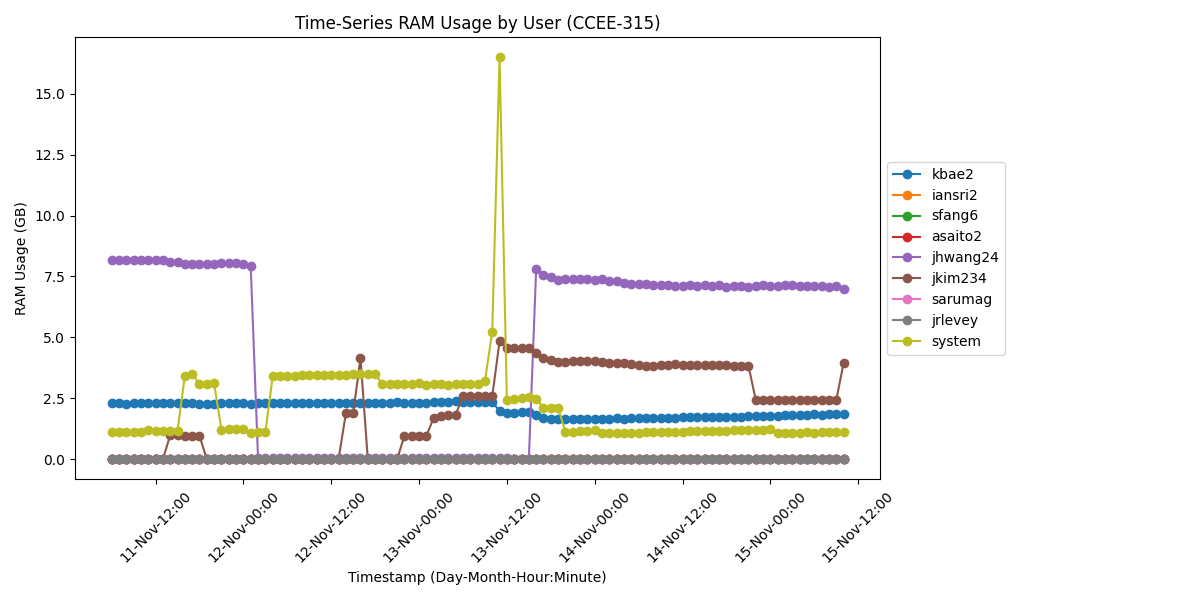 Time-Series RAM Usage by User (CCEE-315)
RAM Usage (GB)
15.0
12.5
10.0
7.5
5.0
2.5
0.0
11-Nov-12:00
12-Nov-00:00
12-Nov-12:00
13-Nov-00:00
13-Nov-12:00
14-Nov-00:00
14-Nov-12:00
15-Nov-00:00
15-Nov-12:00
Timestamp (Day-Month-Hour:Minute)
kbae2
iansri2
sfang6
asaito2
jhwang24
jkim234
sarumag
jrlevey
system